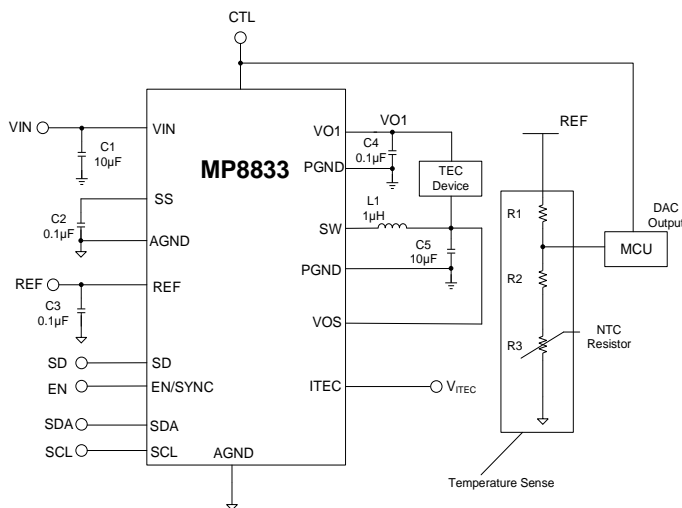 CTL
VIN
C1
10µF
VIN
MP8833
VO1
VO1
C4
0.1µF
PGND
TEC
Device
REF
SS
C2
0.1µF
AGND
L1
1µH
SW
C5
10µF
PGND
R1
DAC
Output
MCU
REF
REF
C3
0.1µF
R2
VOS
R3
NTC
Resistor
SD
SD
EN
EN/SYNC
ITEC
VITEC
SDA
SDA
SCL
SCL
AGND
Temperature Sense